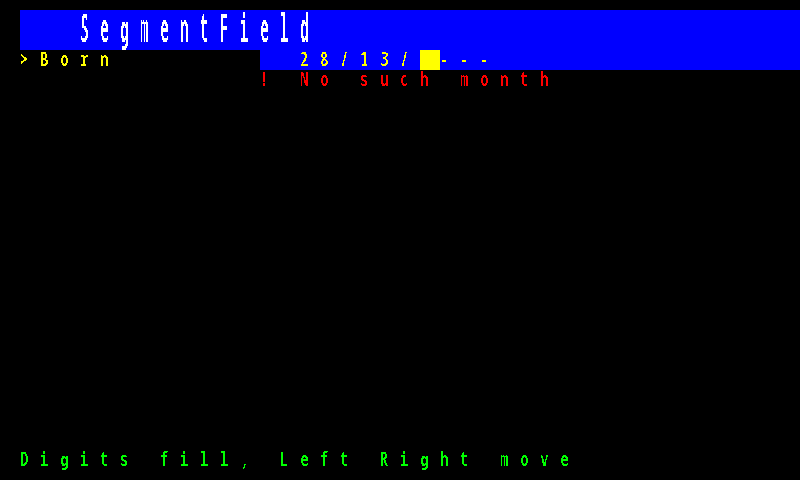 SegmentField
>Born 28/13/ ---
! No such month
Digits fill, Left Right move